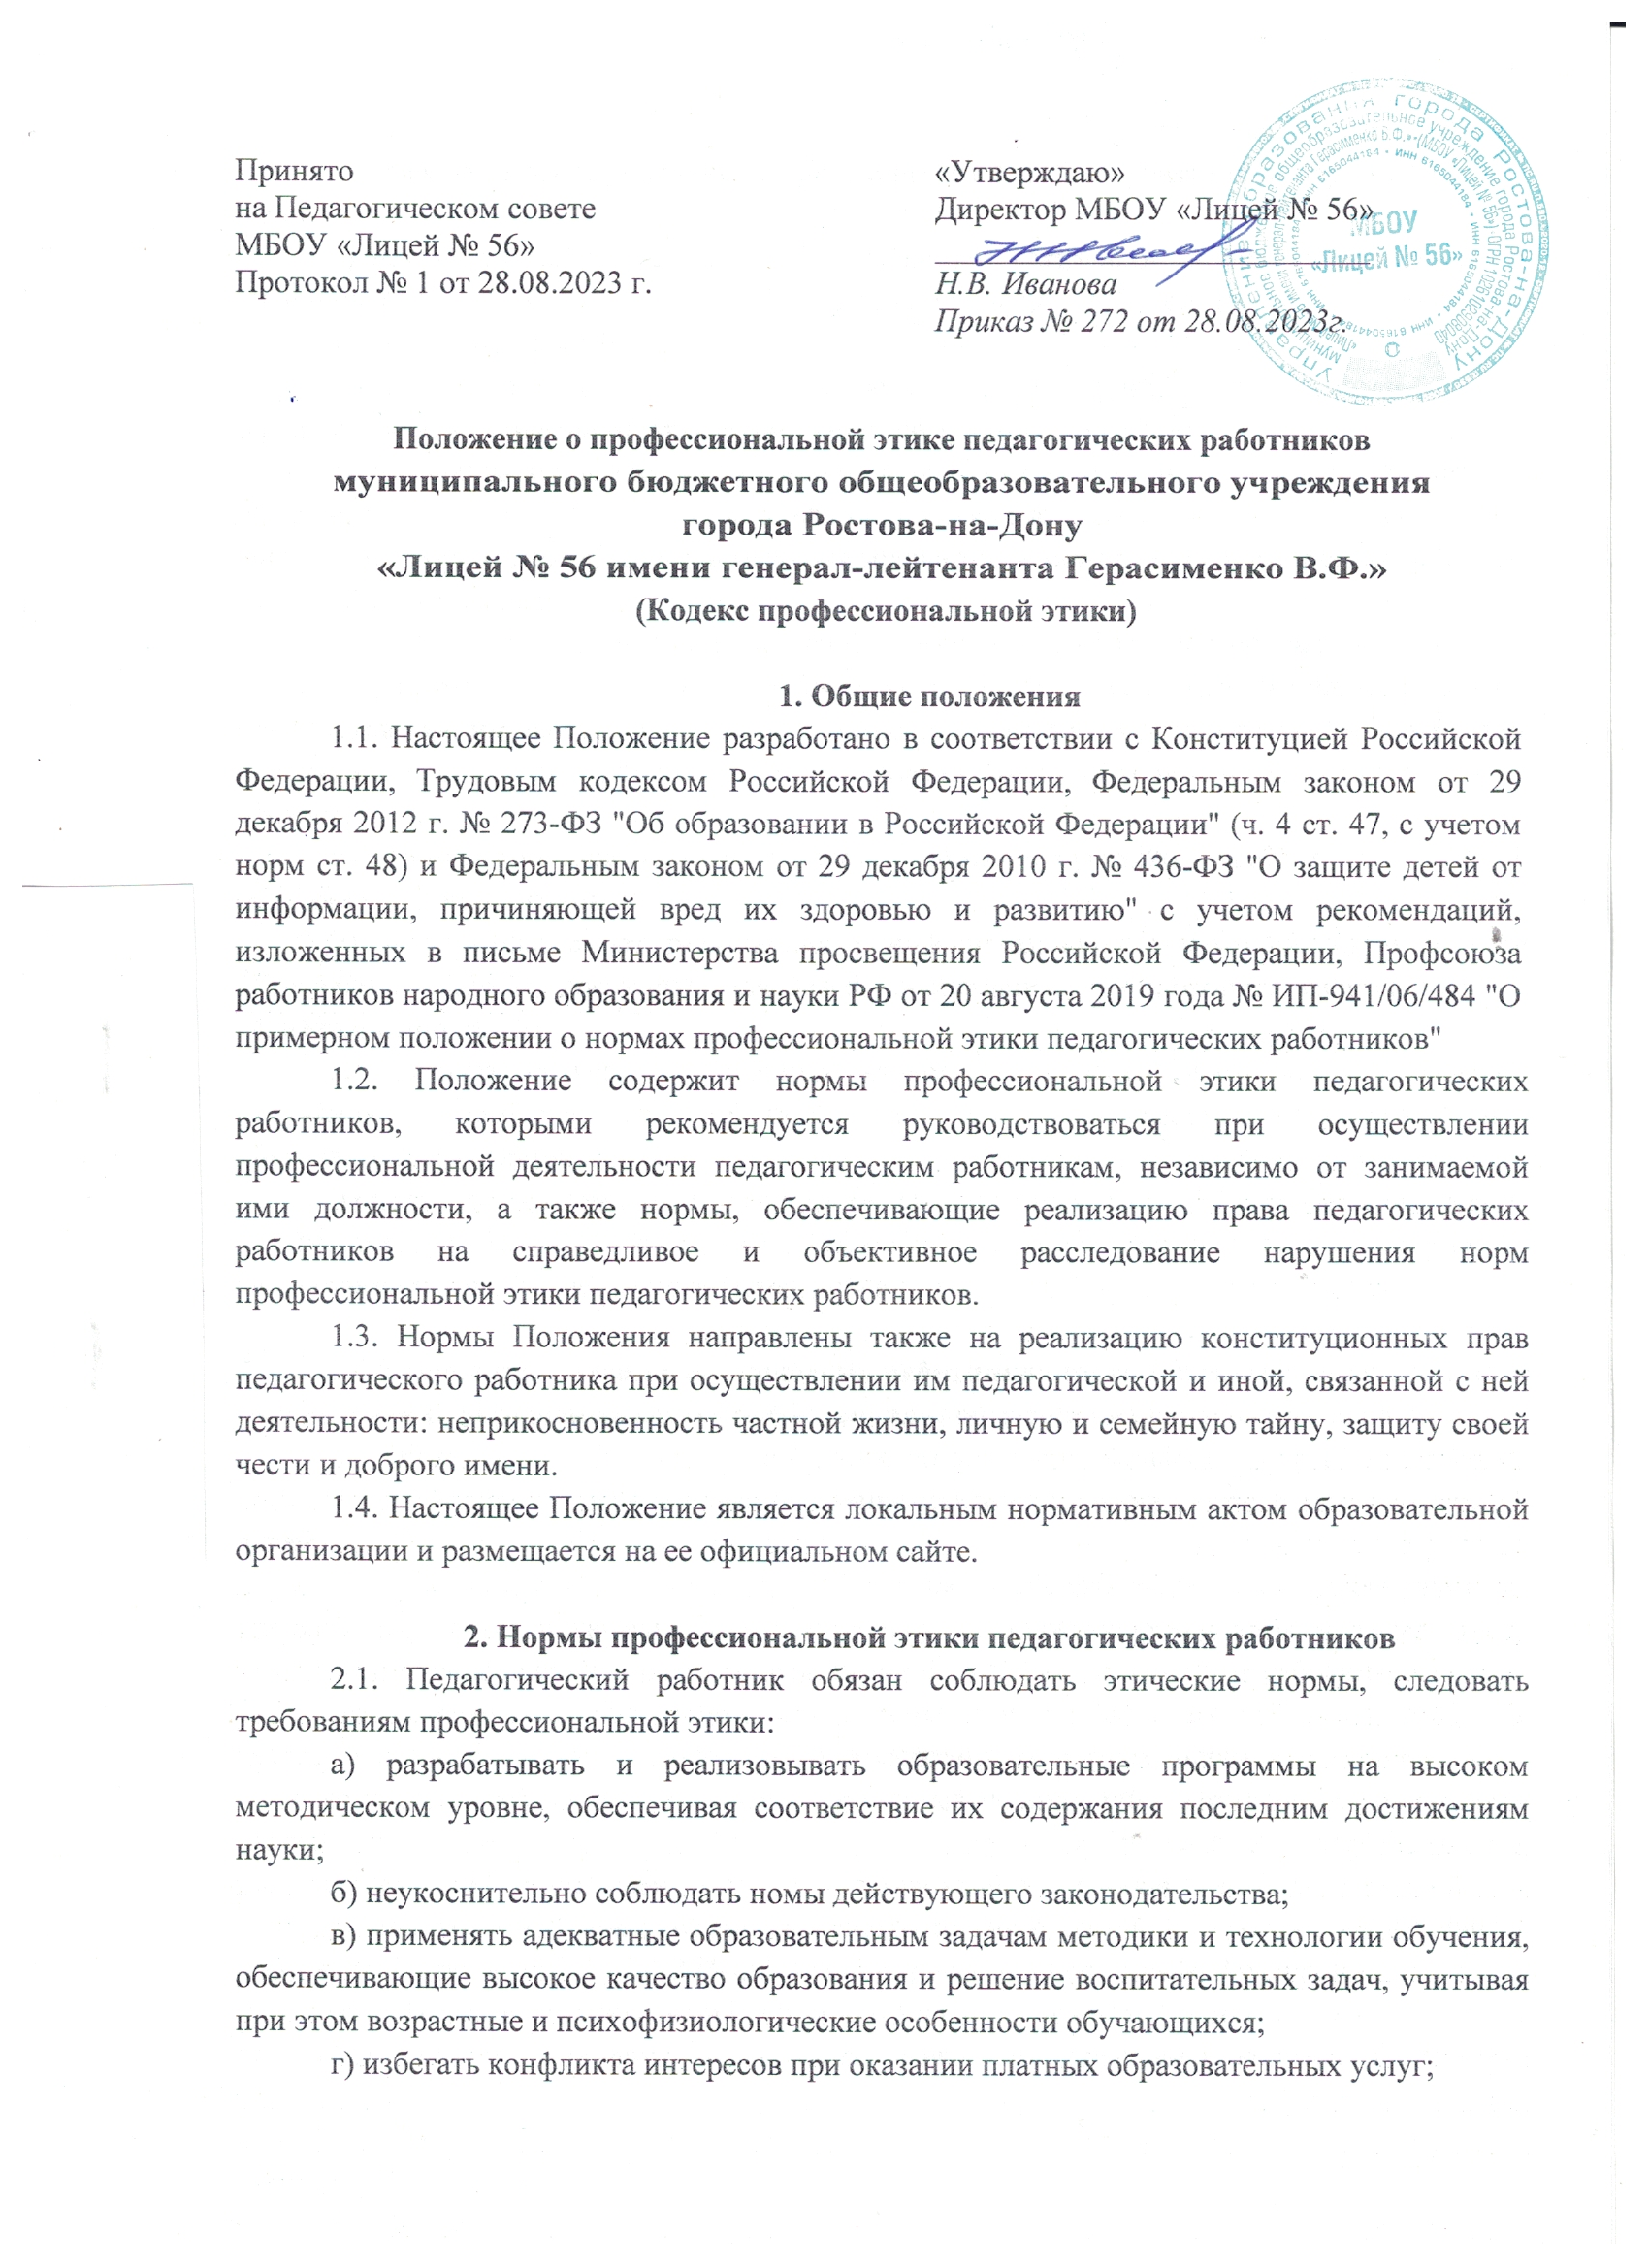 Принято
на Педагогическом совете
МБОУ «Лицей № 56»
Протокол № 1 от 28.08.2023 г.
«Утверждаю»
Директор МБОУ «Лицей № 56»
Н.В. Иванова
Приказ № 272 от 28.08.2023г.
МБОУ
«Лицей № 56»
Положение о профессиональной этике педагогических работников
муниципального бюджетного общеобразовательного учреждения
города Ростова-на-Дону
«Лицей № 56 имени генерал-лейтенанта Герасименко В.Ф.»
(Кодекс профессиональной этики)
1. Общие положения
1.1. Настоящее Положение разработано в соответствии с Конституцией Российской
Федерации, Трудовым кодексом Российской Федерации, Федеральным законом от 29
декабря 2012 г. № 273-ФЗ "Об образовании в Российской Федерации" (ч. 4 ст. 47, с учетом
норм ст. 48) и Федеральным законом от 29 декабря 2010 г. № 436-ФЗ "О защите детей от
информации, причиняющей вред их здоровью и развитию" с учетом рекомендаций,
изложенных в письме Министерства просвещения Российской Федерации, Профсоюза
работников народного образования и науки РФ от 20 августа 2019 года № ИП-941/06/484 "О
примерном положении о нормах профессиональной этики педагогических работников"
1.2. Положение содержит нормы профессиональной этики педагогических
работников, которыми рекомендуется руководствоваться при осуществлении
профессиональной деятельности педагогическим работникам, независимо от занимаемой
ими должности, а также нормы, обеспечивающие реализацию права педагогических
работников на справедливое и объективное расследование нарушения норм
профессиональной этики педагогических работников.
1.3. Нормы Положения направлены также на реализацию конституционных прав
педагогического работника при осуществлении им педагогической и иной, связанной с ней
деятельности: неприкосновенность частной жизни, личную и семейную тайну, защиту своей
чести и доброго имени.
1.4. Настоящее Положение является локальным нормативным актом образовательной
организации и размещается на ее официальном сайте.
2. Нормы профессиональной этики педагогических работников
2.1. Педагогический работник обязан соблюдать этические нормы, следовать
требованиям профессиональной этики:
а) разрабатывать и реализовывать образовательные программы на высоком
методическом уровне, обеспечивая соответствие их содержания последним достижениям
науки;
б) неукоснительно соблюдать номы действующего законодательства;
в) применять адекватные образовательным задачам методики и технологии обучения,
обеспечивающие высокое качество образования и решение воспитательных задач, учитывая
при этом возрастные и психофизиологические особенности обучающихся;
г) избегать конфликта интересов при оказании платных образовательных услуг;